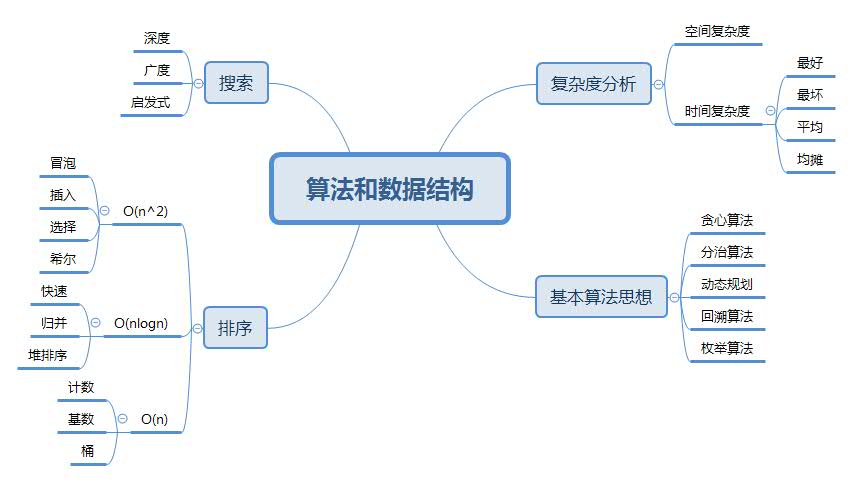 算法和数据结构
搜索
深度
广度
启发式
排序
O(n^2)
冒泡
插入
选择
希尔
O(nlogn)
快速
归并
堆排序
O(n)
计数
基数
桶
复杂度分析
空间复杂度
时间复杂度
最好
最坏
平均
均摊
基本算法思想
贪心算法
分治算法
动态规划
回溯算法
枚举算法